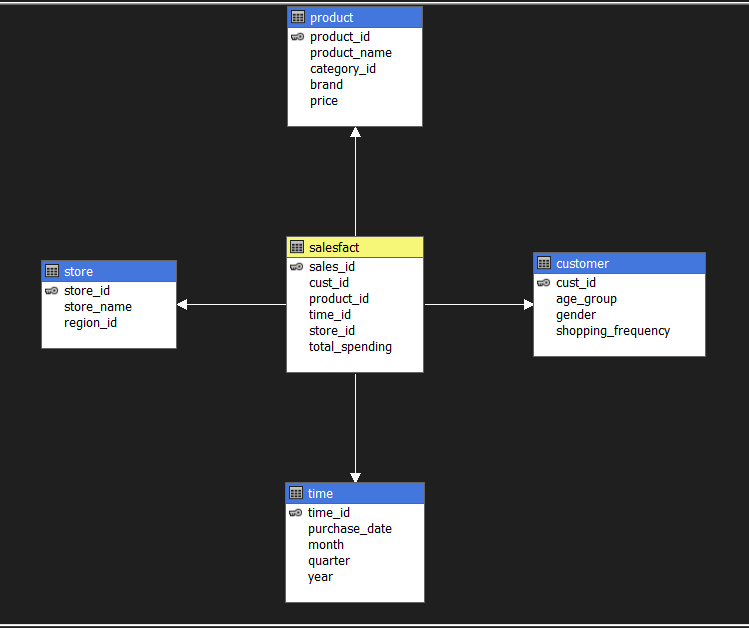 product
product_id
product_name
category_id
brand
price
salesfact
sales_id
cust_id
product_id
time_id
store_id
total_spending
store
store_id
store_name
region_id
customer
cust_id
age_group
gender
shopping_frequency
time
time_id
purchase_date
month
quarter
year